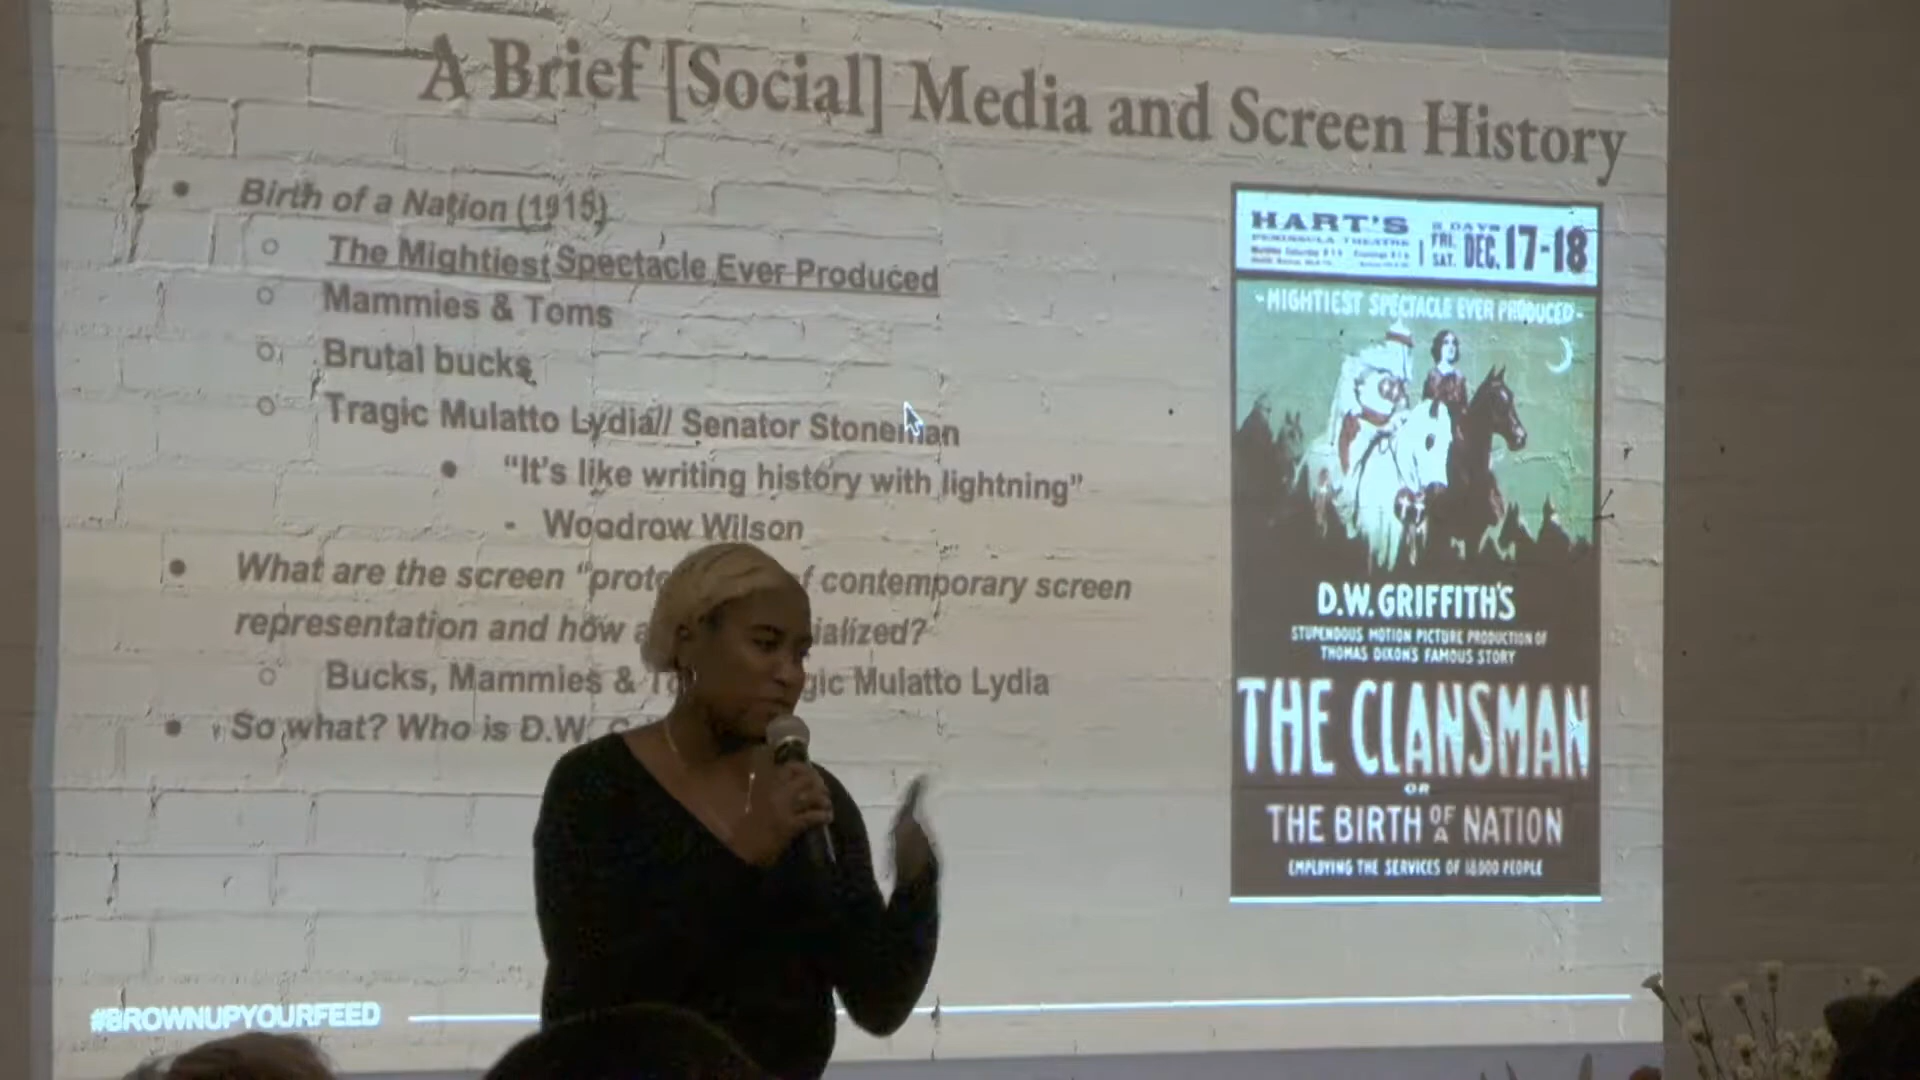 A Brief [Social] Media and Screen History
• Birth of a Nation (1915)
○ The Mightiest Spectacle Ever Produced
○ Mammies & Toms
○ Brutal bucks
○ Tragic Mulatto Lydia// Senator Stoneman
• “It's like writing history with lightning”
- Woodrow Wilson
• What are the screen “proto f contemporary screen
representation and how a ialized?
○ Bucks, Mammies & To gic Mulatto Lydia
• So what? Who is D.W.
#BROWNUPYOURFEED
HART'S
PENINSULA THEATRE
2 DAYS
FRI.
SAT. DEC. 17-18
-MIGHTIEST SPECTACLE EVER PRODUCED-
D.W. GRIFFITH'S
STUPENDOUS MOTION PICTURE PRODUCTION OF
THOMAS DIXON'S FAMOUS STORY
THE CLANSMAN
OR
THE BIRTH OF A NATION
EMPLOYING THE SERVICES OF 18000 PEOPLE